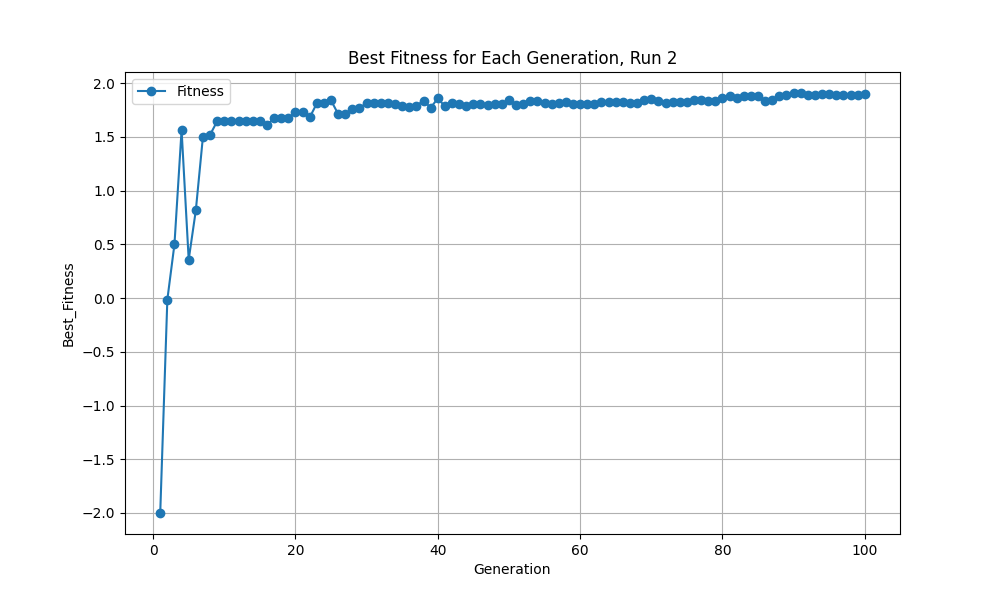 Best Fitness for Each Generation, Run 2
Fitness
2.0
1.5
1.0
0.5
0.0
−0.5
−1.0
−1.5
−2.0
Best_Fitness
0 20 40 60 80 100
Generation